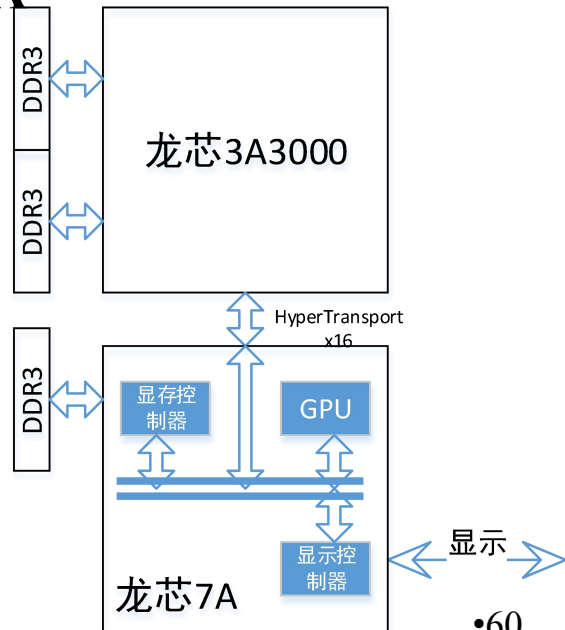 DDR3
DDR3
龙芯3A3000
HyperTransport
x16
DDR3
显存控
制器
GPU
显示控
制器
显示
龙芯7A
•60